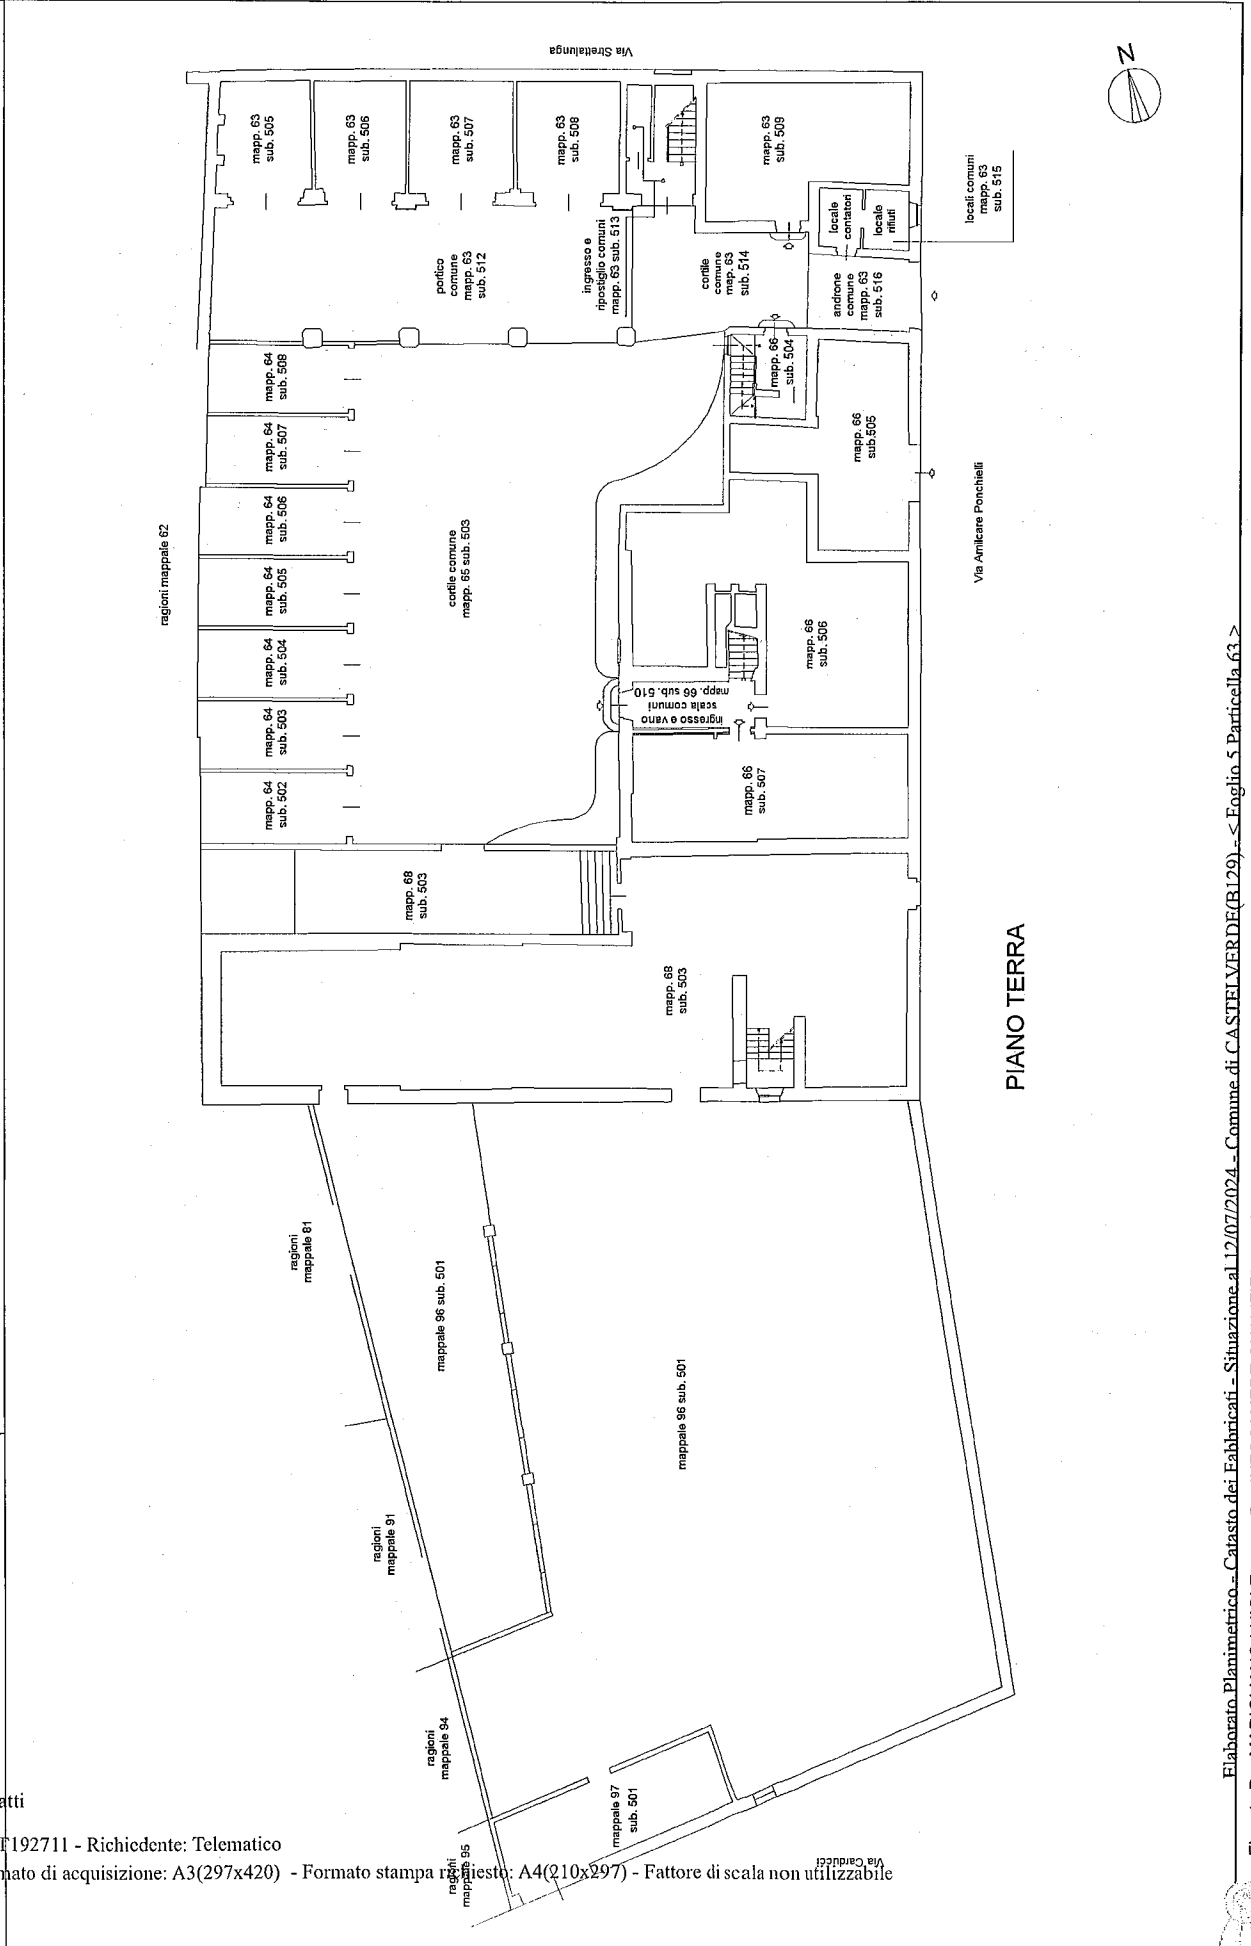 Via Strettalunga
N
mapp. 63
sub. 505
mapp. 63
sub. 506
mapp. 63
sub. 507
mapp. 63
sub. 508
mapp. 63
sub. 509
locale
contatori
locale
rifiuti
locali comuni
mapp. 63
sub. 515
portico
comune
mapp. 63
sub. 512
ingresso e
ripostiglio comuni
mapp. 63 sub. 513
cortile
comune
map. 63
sub. 514
androne
comune
mapp. 63
sub. 516
mapp. 64
sub. 508
mapp. 64
sub. 507
mapp. 64
sub. 506
mapp. 64
sub. 505
mapp. 64
sub. 504
mapp. 64
sub. 503
mapp. 64
sub. 502
ragioni mappale 62
cortile comune
mapp. 65 sub. 503
mapp. 66
sub. 504
mapp. 66
sub.505
Via Amilcare Ponchielli
mapp. 66
sub. 506
ingresso e vano
scala comuni
mapp. 66 sub. 510
mapp. 66
sub. 507
mapp. 68
sub. 503
mapp. 68
sub. 503
PIANO TERRA
ragioni
mappale 81
mappale 96 sub. 501
mappale 96 sub. 501
ragioni
mappale 91
ragioni
mappale 94
mappale 97
sub. 501
ragioni
mappale 95
Via Carducci
Elaborato Planimetrico - Catasto dei Fabbricati - Situazione al 12/07/2024 - Comune di CASTELVERDE(B129) - < Foglio 5 Particella 63 >
atti
T192711 - Richiedente: Telematico
mato di acquisizione: A3(297x420) - Formato stampa richiesto: A4(210x297) - Fattore di scala non utilizzabile